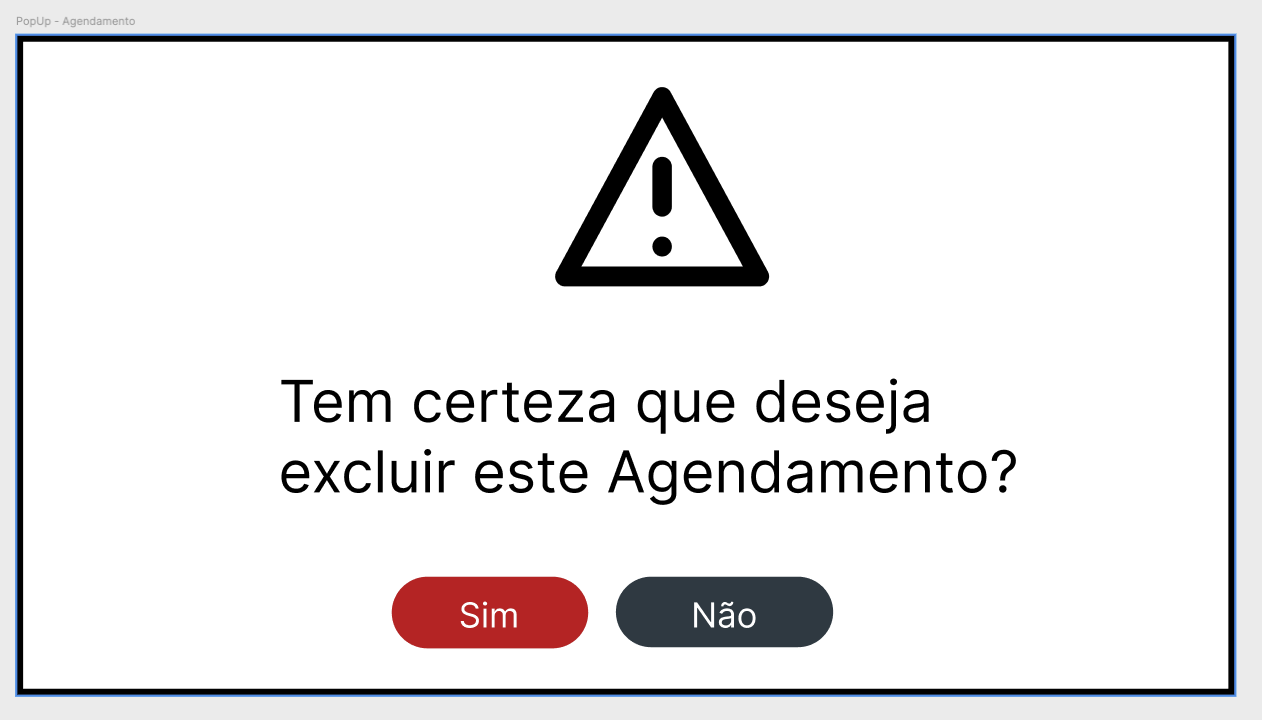 PopUp - Agendamento
Tem certeza que deseja
excluir este Agendamento?
Sim
Não